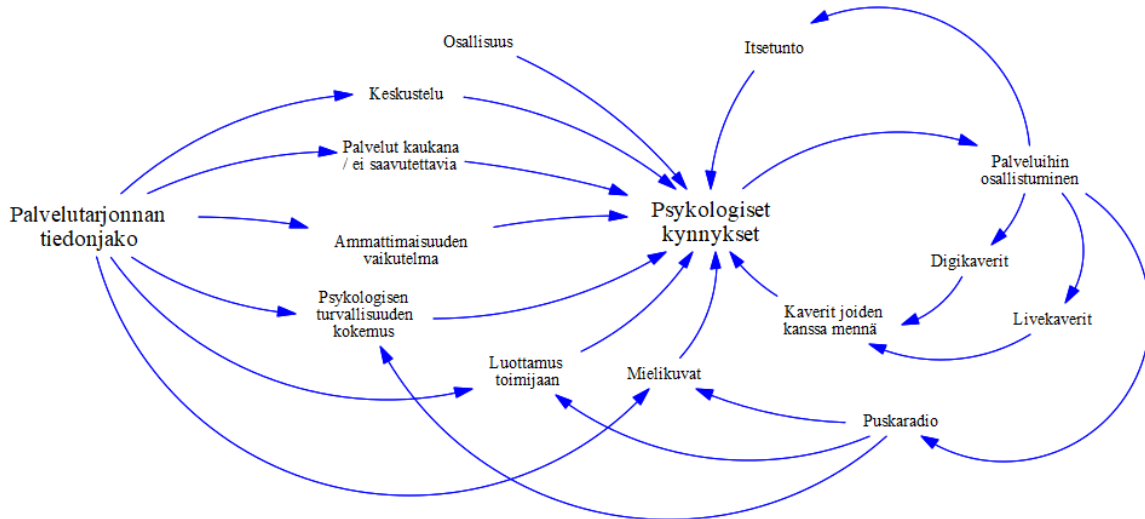 Osallisuus
Itsetunto
Keskustelu
Palvelut kaukana
/ ei saavutettavia
Palveluihin
osallistuminen
Palvelutarjonnan
tiedonjako
Psykologiset
kynnykset
Ammattimaisuuden
vaikutelma
Digikaverit
Psykologisen
turvallisuuden
kokemus
Kaverit joiden
kanssa mennä
Livekaverit
Luottamus
toimijaan
Mielikuvat
Puskaradio